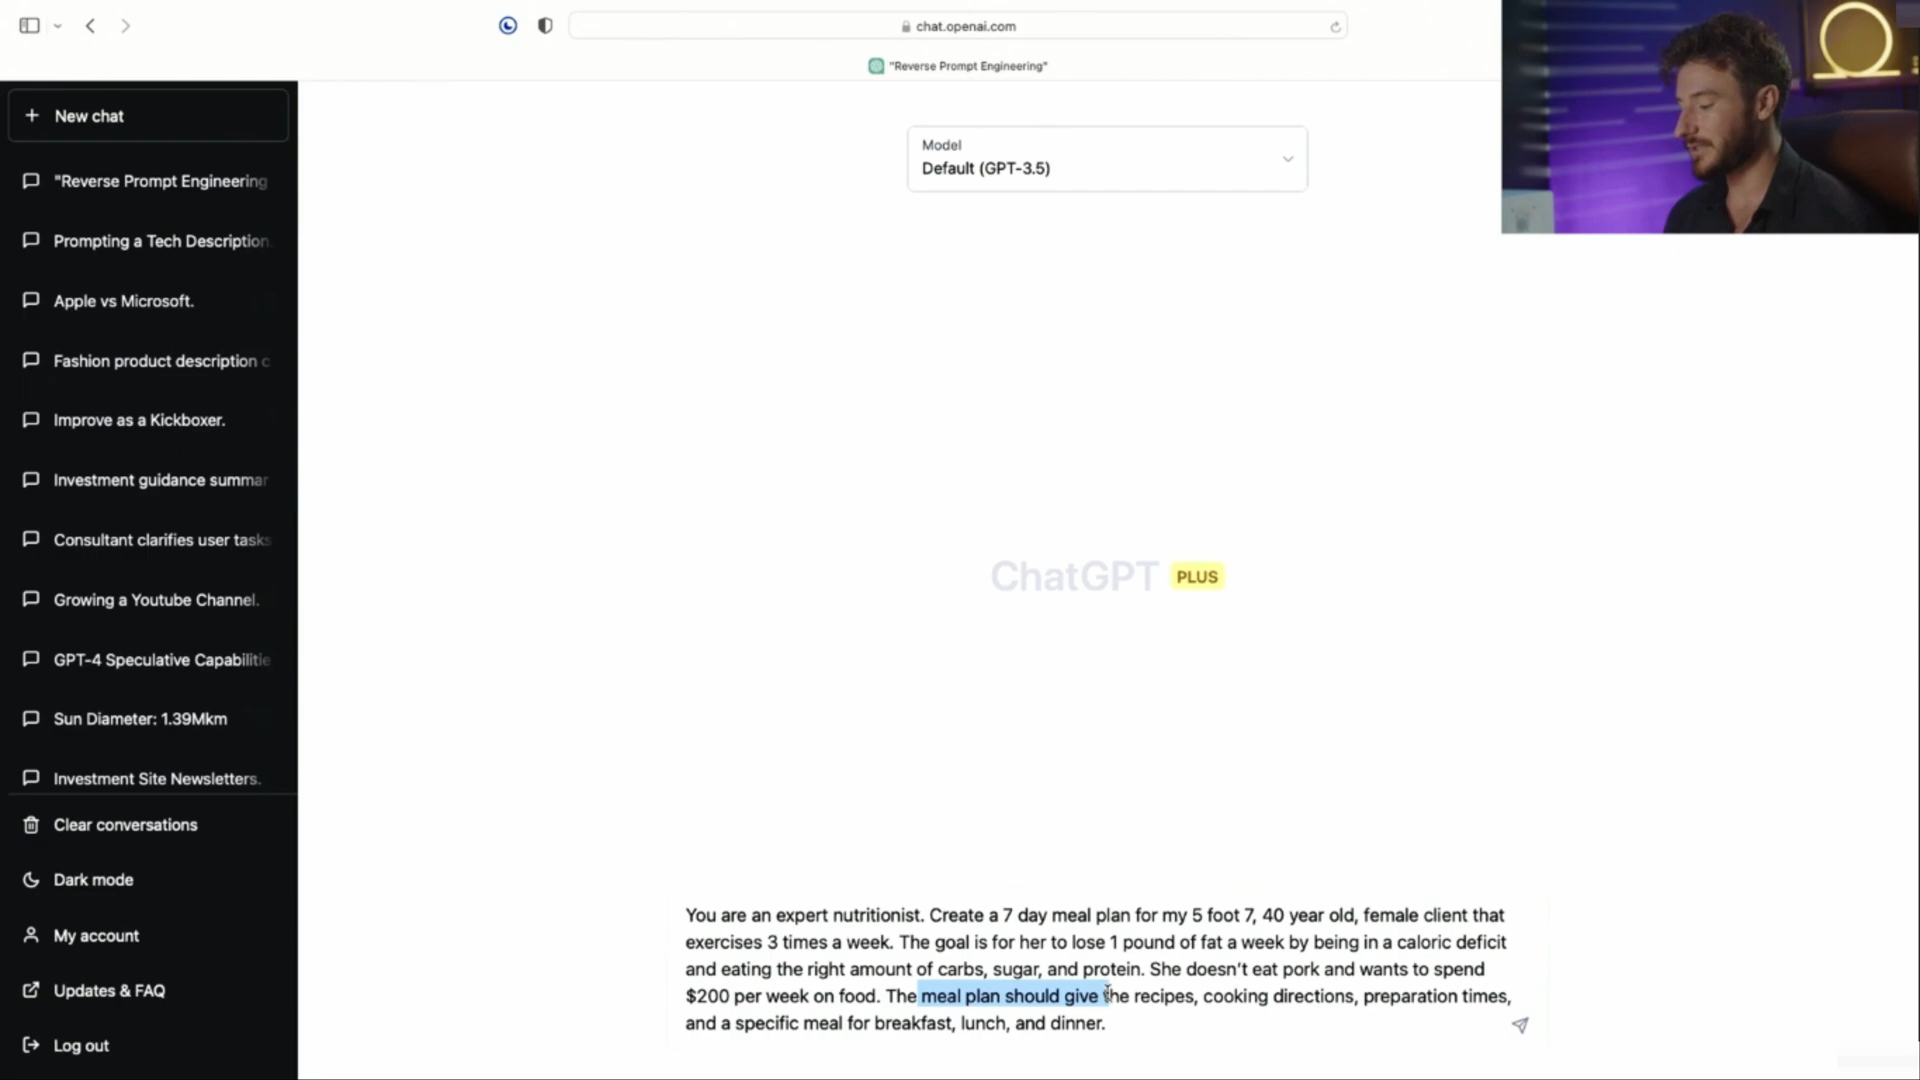 chat.openai.com
"Reverse Prompt Engineering"
New chat
"Reverse Prompt Engineering
Prompting a Tech Description.
Apple vs Microsoft.
Fashion product description c
Improve as a Kickboxer.
Investment guidance summar
Consultant clarifies user tasks
Growing a Youtube Channel.
GPT-4 Speculative Capabilitie
Sun Diameter: 1.39Mkm
Investment Site Newsletters.
Clear conversations
Dark mode
My account
Updates & FAQ
Log out
Model
Default (GPT-3.5)
ChatGPT PLUS
You are an expert nutritionist. Create a 7 day meal plan for my 5 foot 7, 40 year old, female client that
exercises 3 times a week. The goal is for her to lose 1 pound of fat a week by being in a caloric deficit
and eating the right amount of carbs, sugar, and protein. She doesn't eat pork and wants to spend
$200 per week on food. The meal plan should give the recipes, cooking directions, preparation times,
and a specific meal for breakfast, lunch, and dinner.